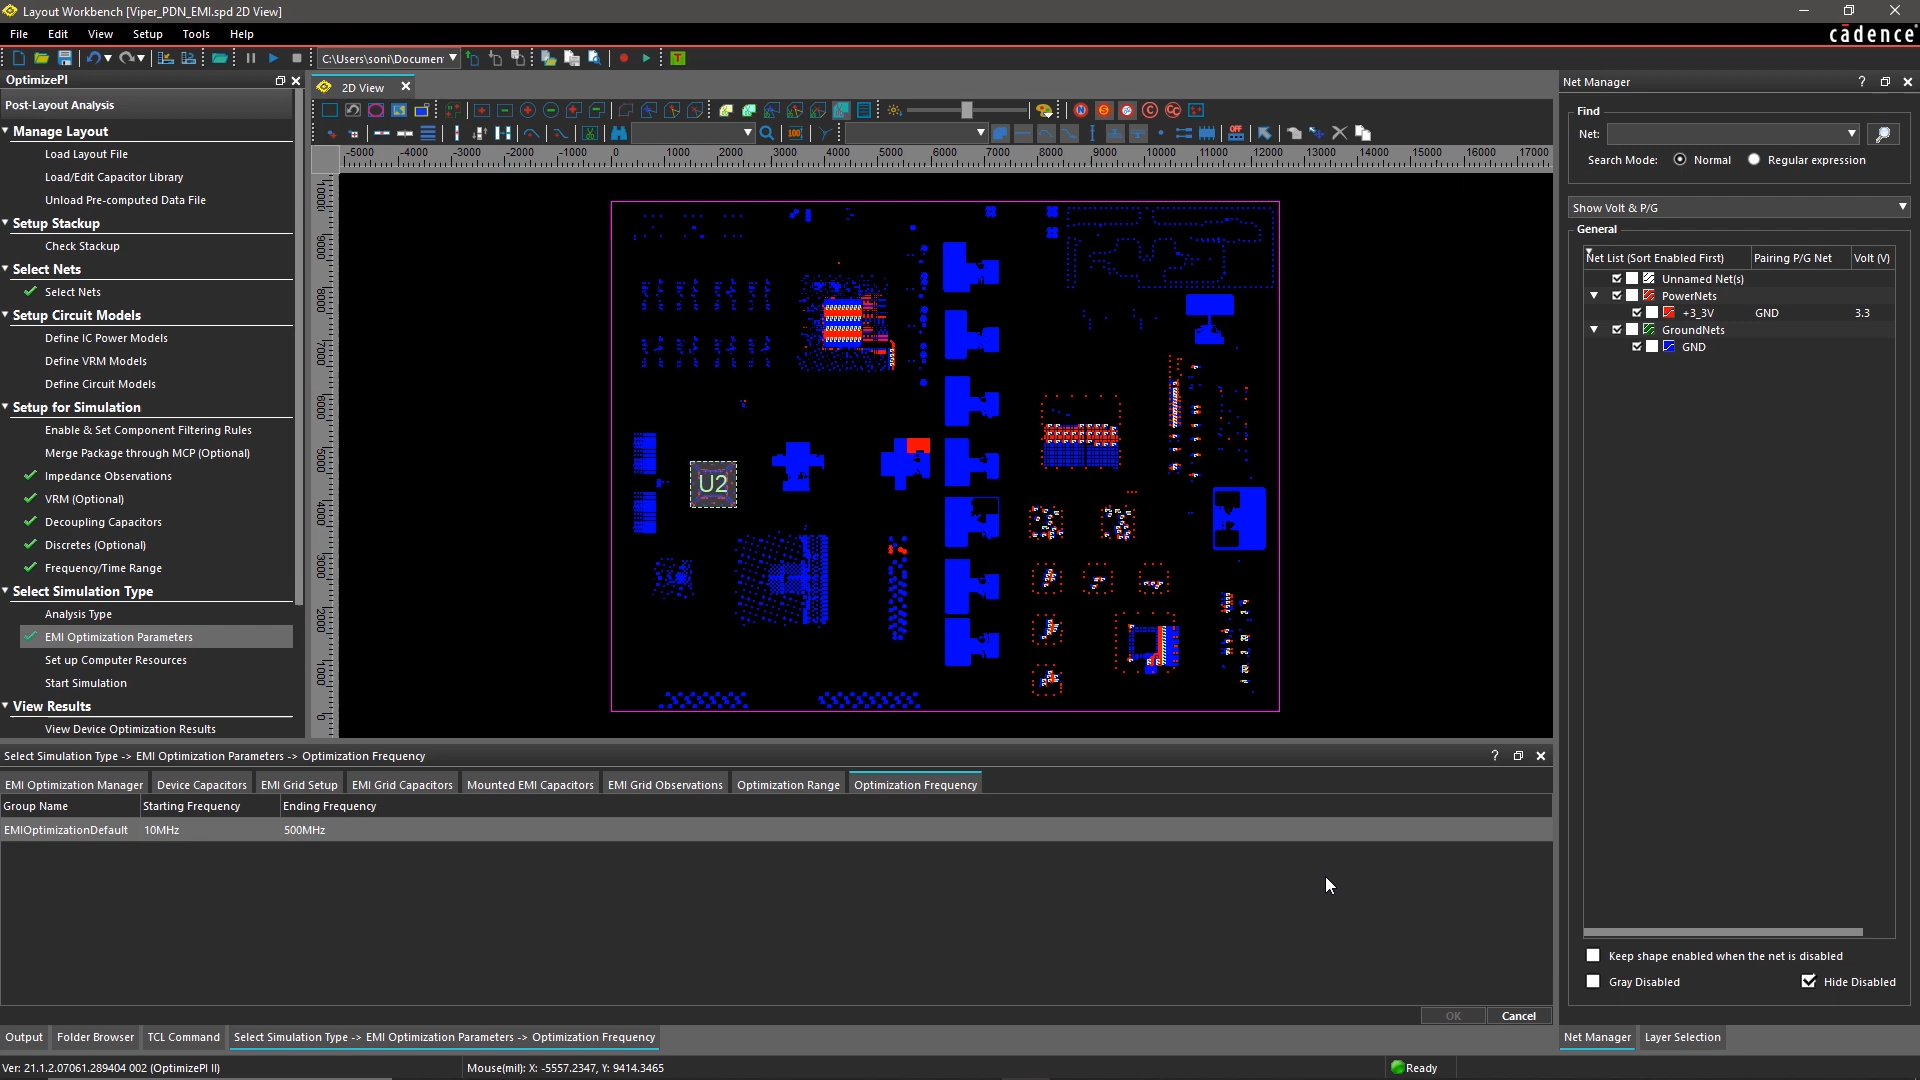 Layout Workbench [Viper_PDN_EMI.spd 2D View]
File Edit View Setup Tools Help
cādence
C:\Users\soni\Documen
OptimizePI
2D View
Net Manager
Post-Layout Analysis
Manage Layout
Load Layout File
Load/Edit Capacitor Library
Unload Pre-computed Data File
Setup Stackup
Check Stackup
Select Nets
Select Nets
Setup Circuit Models
Define IC Power Models
Define VRM Models
Define Circuit Models
Setup for Simulation
Enable & Set Component Filtering Rules
Merge Package through MCP (Optional)
Impedance Observations
VRM (Optional)
Decoupling Capacitors
Discretes (Optional)
Frequency/Time Range
Select Simulation Type
Analysis Type
EMI Optimization Parameters
Set up Computer Resources
Start Simulation
View Results
View Device Optimization Results
-5000 -4000 -3000 -2000 -1000 0 1000 2000 3000 4000 5000 6000 7000 8000 9000 10000 11000 12000 13000 14000 15000 16000 17000
10000 9000 8000 7000 6000 5000 4000 3000 2000 1000 0
U2
Find
Net:
Search Mode: Normal Regular expression
Show Volt & P/G
General
Net List (Sort Enabled First) Pairing P/G Net Volt (V)
Unnamed Net(s)
PowerNets
+3_3V GND 3.3
GroundNets
GND
Keep shape enabled when the net is disabled
Gray Disabled Hide Disabled
Net Manager Layer Selection
Select Simulation Type -> EMI Optimization Parameters -> Optimization Frequency
EMI Optimization Manager Device Capacitors EMI Grid Setup EMI Grid Capacitors Mounted EMI Capacitors EMI Grid Observations Optimization Range Optimization Frequency
Group Name Starting Frequency Ending Frequency
EMIOptimizationDefault 10MHz 500MHz
OK Cancel
Output Folder Browser TCL Command Select Simulation Type -> EMI Optimization Parameters -> Optimization Frequency
Ver: 21.1.2.07061.289404 002 (OptimizePI II) Mouse(mil): X: -5557.2347, Y: 9414.3465 Ready